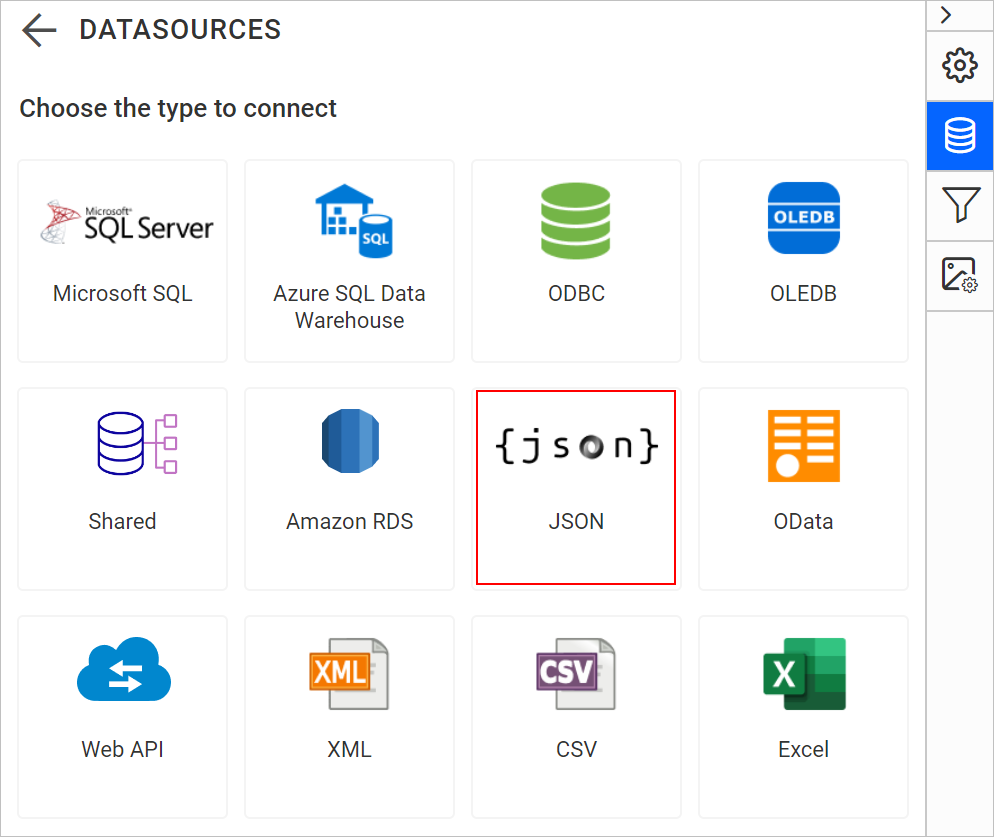 DATASOURCES
Choose the type to connect
Microsoft®
SQL Server
Microsoft SQL
SQL
Azure SQL Data
Warehouse
ODBC
OLEDB
OLEDB
Shared
Amazon RDS
{json}
JSON
OData
Web API
XML
XML
CSV
CSV
X
Excel